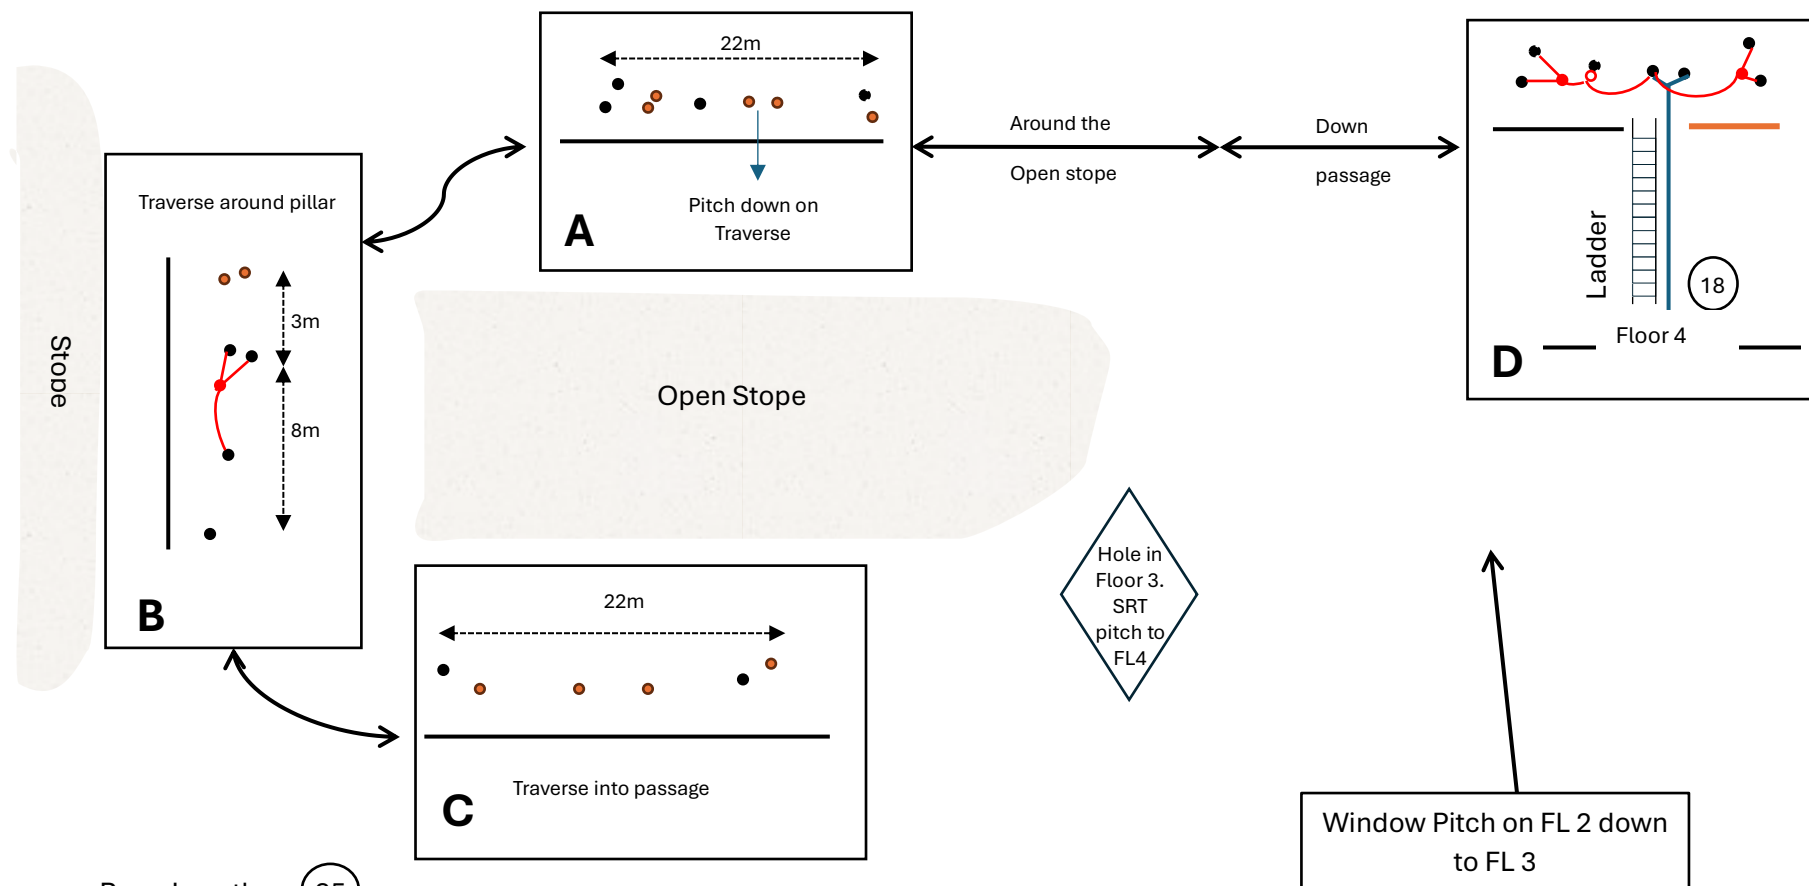 22m
Pitch down on
Traverse
A
Around the
Open stope
Down
passage
Ladder
18
Floor 4
D
Stope
Traverse around pillar
3m
8m
B
Open Stope
Hole in
Floor 3.
SRT
pitch to
FL4
22m
Traverse into passage
C
Window Pitch on FL 2 down
to FL 3